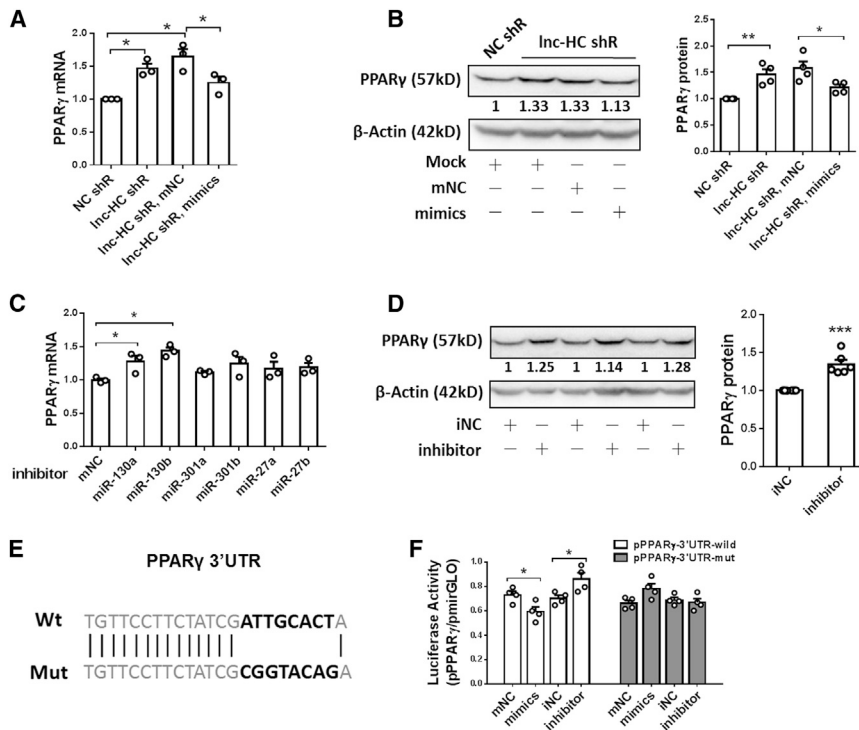 A
PPARγ mRNA
2.0
1.5
1.0
0.5
0.0
*
*
*
NC shR
lnc-HC shR
lnc-HC shR, mNC
lnc-HC shR, mimics
B
NC shR
lnc-HC shR
PPARγ (57kD)
1 1.33 1.33 1.13
β-Actin (42kD)
Mock + + — —
mNC — — + —
mimics — — — +
PPARγ protein
2.0
1.5
1.0
0.5
0.0
**
*
NC shR
lnc-HC shR
lnc-HC shR, mNC
lnc-HC shR, mimics
C
PPARγ mRNA
2.0
1.5
1.0
0.5
0.0
*
*
inhibitor
mNC
miR-130a
miR-130b
miR-301a
miR-301b
miR-27a
miR-27b
D
PPARγ (57kD)
1 1.25 1 1.14 1 1.28
β-Actin (42kD)
iNC + — + — + —
inhibitor — + — + — +
PPARγ protein
2.0
1.5
1.0
0.5
0.0
***
iNC
inhibitor
E
PPARγ 3'UTR
Wt TGTTCCTTCTATCGATTGCACTA
Mut TGTTCCTTCTATCGCGGTACAGA
F
pPPARγ-3'UTR-wild
pPPARγ-3'UTR-mut
Luciferase Activity
(pPPARγ/pmirGLO)
1.0
0.8
0.6
0.4
0.2
0.0
*
*
mNC
mimics
iNC
inhibitor
mNC
mimics
iNC
inhibitor